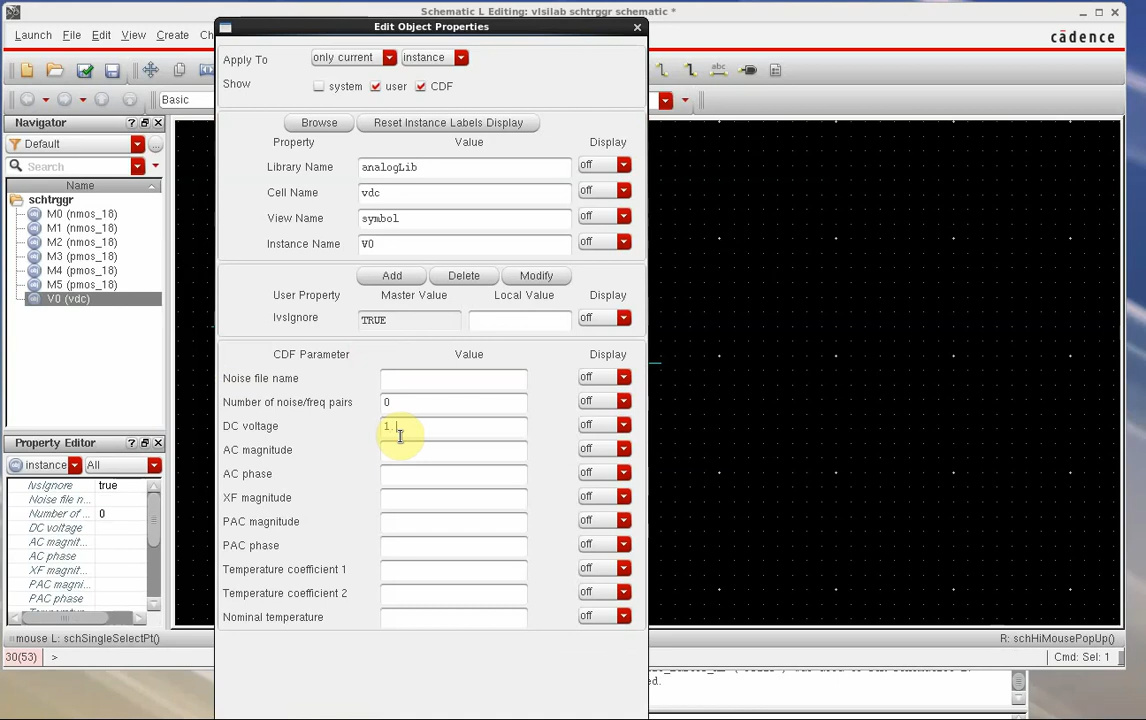 Schematic L Editing: vlsilab schtrggr schematic *
Launch File Edit View Create Ch
cādence
Edit Object Properties
Apply To only current instance
Show system user CDF
Basic
Navigator
Default
Search
Name
schtrggr
M0 (nmos_18)
M1 (nmos_18)
M2 (nmos_18)
M3 (pmos_18)
M4 (pmos_18)
M5 (pmos_18)
V0 (vdc)
Browse Reset Instance Labels Display
Property Value Display
Library Name analogLib off
Cell Name vdc off
View Name symbol off
Instance Name V0 off
Add Delete Modify
User Property Master Value Local Value Display
lvsIgnore TRUE off
CDF Parameter Value Display
Noise file name off
Number of noise/freq pairs 0 off
DC voltage 1. off
AC magnitude off
AC phase off
XF magnitude off
PAC magnitude off
PAC phase off
Temperature coefficient 1 off
Temperature coefficient 2 off
Nominal temperature off
Property Editor
instance All
lvsIgnore true
Noise file n...
Number of ... 0
DC voltage
AC magnit...
AC phase
XF magnit...
PAC magni...
PAC phase
mouse L: schSingleSelectPt() R: schHiMousePopUp()
30(53) > Cmd: Sel: 1
ed.